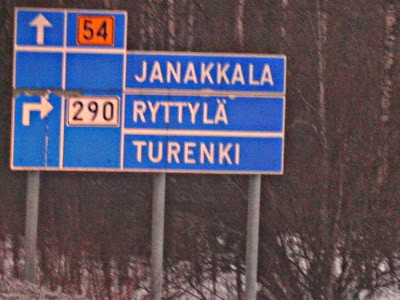 54
JANAKKALA
290 RYTTYLÄ
TURENKI